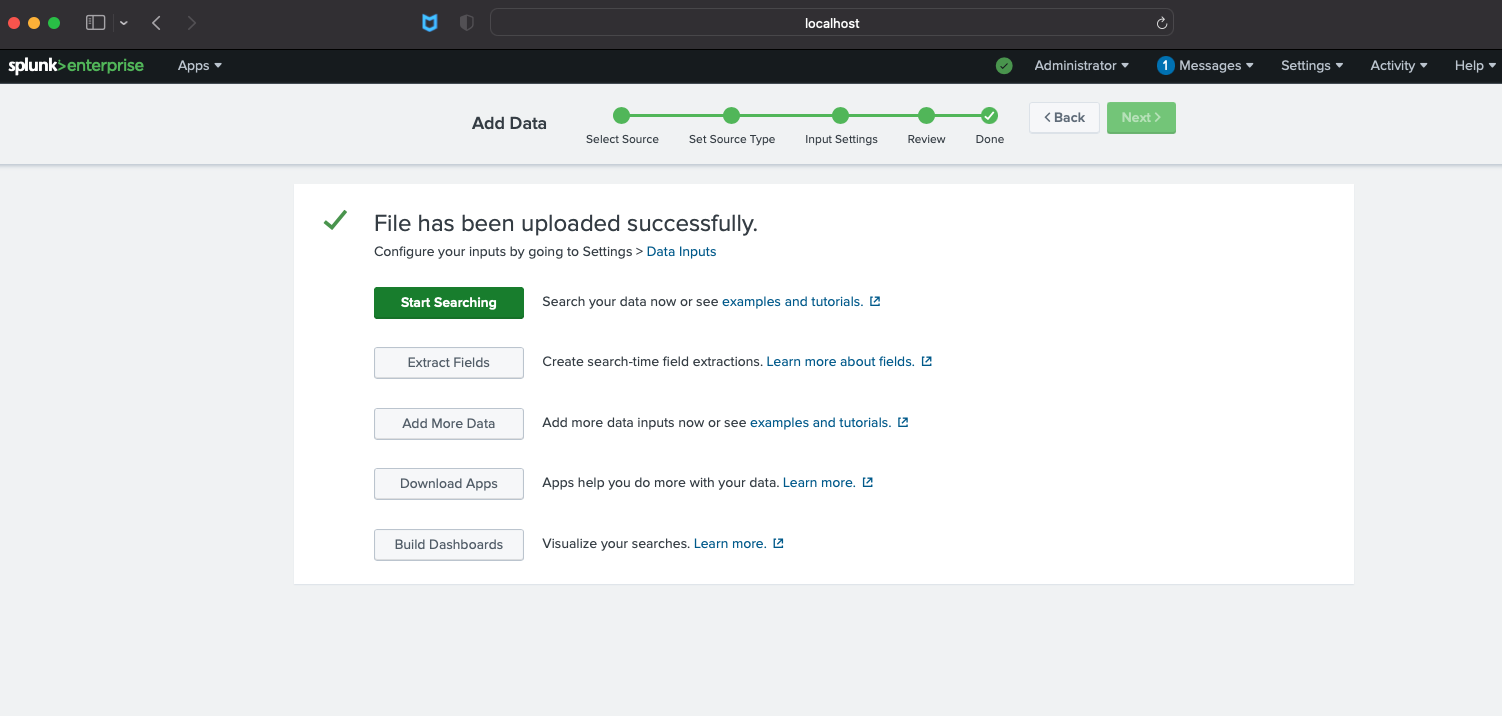 localhost
splunk>enterprise Apps Administrator 1 Messages Settings Activity Help
Add Data Select Source Set Source Type Input Settings Review Done < Back Next >
File has been uploaded successfully.
Configure your inputs by going to Settings > Data Inputs
Start Searching Search your data now or see examples and tutorials.
Extract Fields Create search-time field extractions. Learn more about fields.
Add More Data Add more data inputs now or see examples and tutorials.
Download Apps Apps help you do more with your data. Learn more.
Build Dashboards Visualize your searches. Learn more.